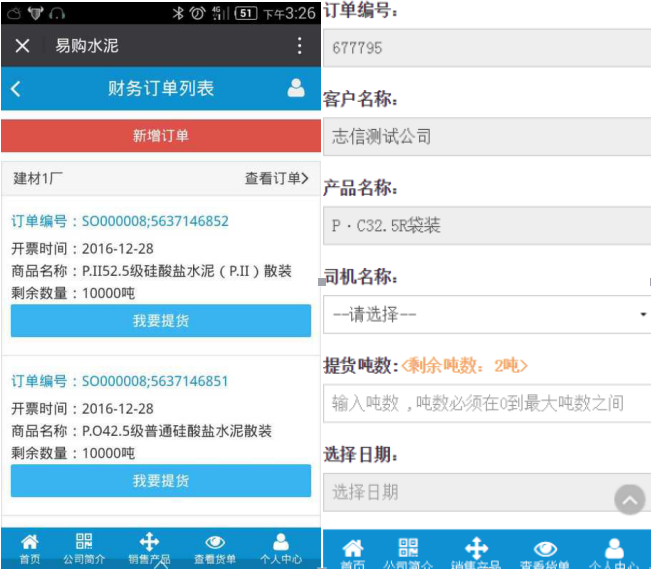 51 下午3:26
易购水泥
财务订单列表
新增订单
建材1厂 查看订单
订单编号：SO000008;5637146852
开票时间：2016-12-28
商品名称：P.II52.5级硅酸盐水泥（P.II）散装
剩余数量：10000吨
我要提货
订单编号：SO000008;5637146851
开票时间：2016-12-28
商品名称：P.O42.5级普通硅酸盐水泥散装
剩余数量：10000吨
我要提货
首页 公司简介 销售产品 查看货单 个人中心
订单编号：
677795
客户名称：
志信测试公司
产品名称：
P·C32.5R袋装
司机名称：
--请选择--
提货吨数:<剩余吨数：2吨>
输入吨数，吨数必须在0到最大吨数之间
选择日期：
选择日期
首页 公司简介 销售产品 查看货单 个人中心